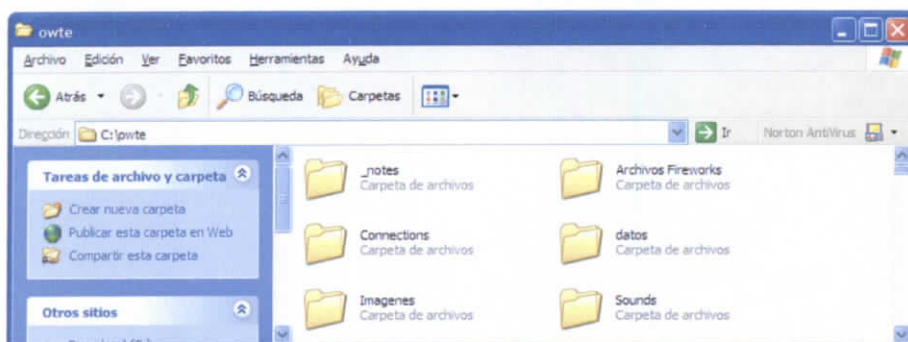 owte
Archivo Edición Ver Favoritos Herramientas Ayuda
Atrás Búsqueda Carpetas
Dirección C:\owte Ir Norton AntiVirus
Tareas de archivo y carpeta
Crear nueva carpeta
Publicar esta carpeta en Web
Compartir esta carpeta
Otros sitios
_notes
Carpeta de archivos
Archivos Fireworks
Carpeta de archivos
Connections
Carpeta de archivos
datos
Carpeta de archivos
Imagenes
Carpeta de archivos
Sounds
Carpeta de archivos